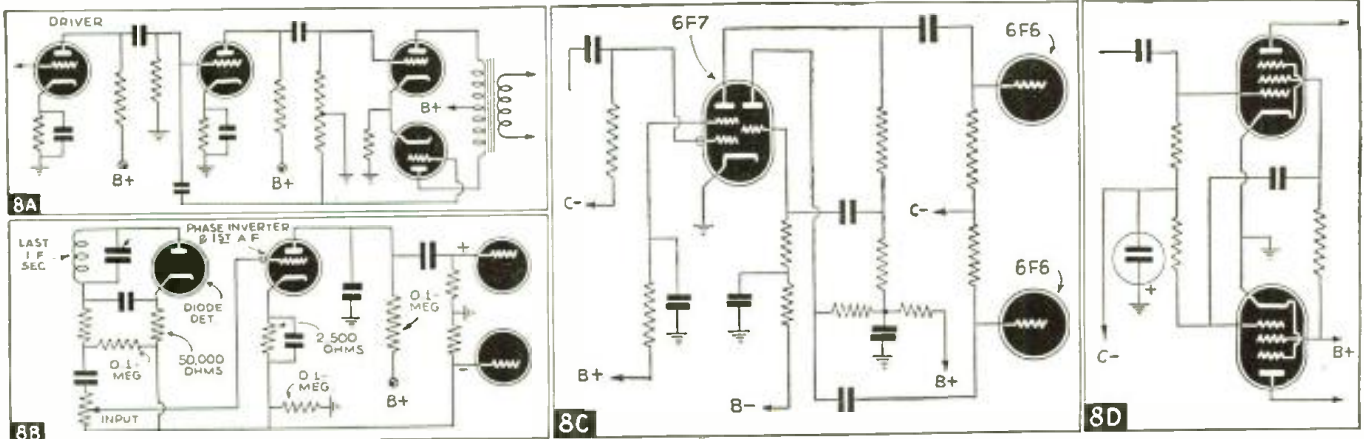 DRIVER
B+
B+
B+
8A
LAST
I F
SEC
DIODE
DET.
50,000
OHMS
0.1-
MEG
INPUT
PHASE INVERTER
& 1ST A F
2,500
OHMS
0.1-
MEG
0.1-
MEG
B+
+
-
8B
6F7
6F6
C-
C-
6F6
B+
B-
B+
8C
C-
+
B+
8D